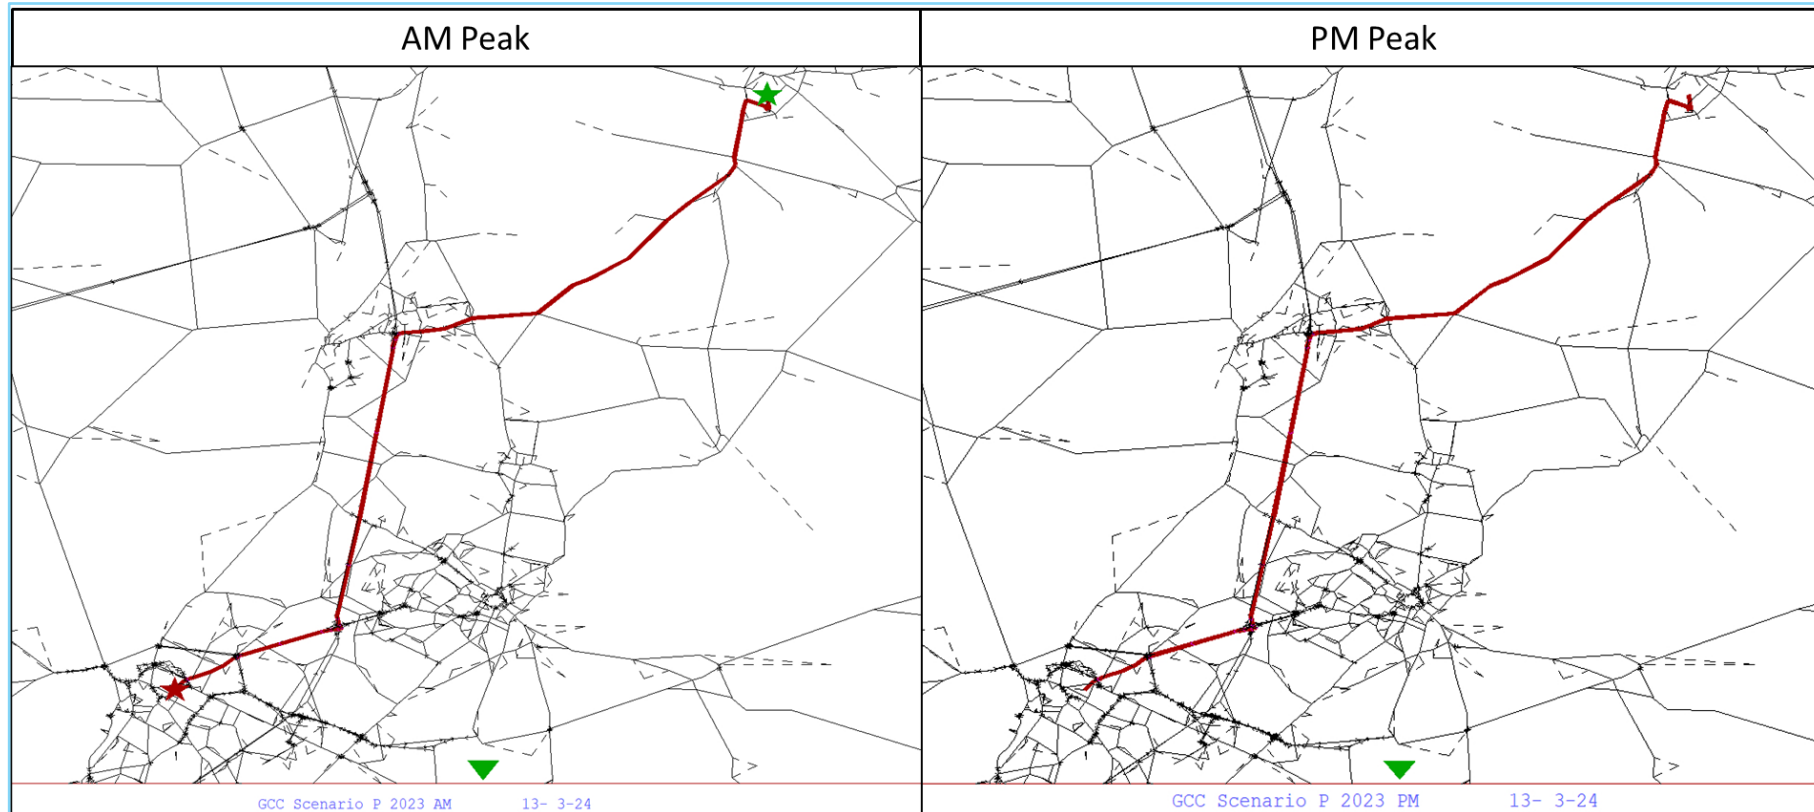 AM Peak
PM Peak
GCC Scenario P 2023 AM 13- 3-24
GCC Scenario P 2023 PM 13- 3-24